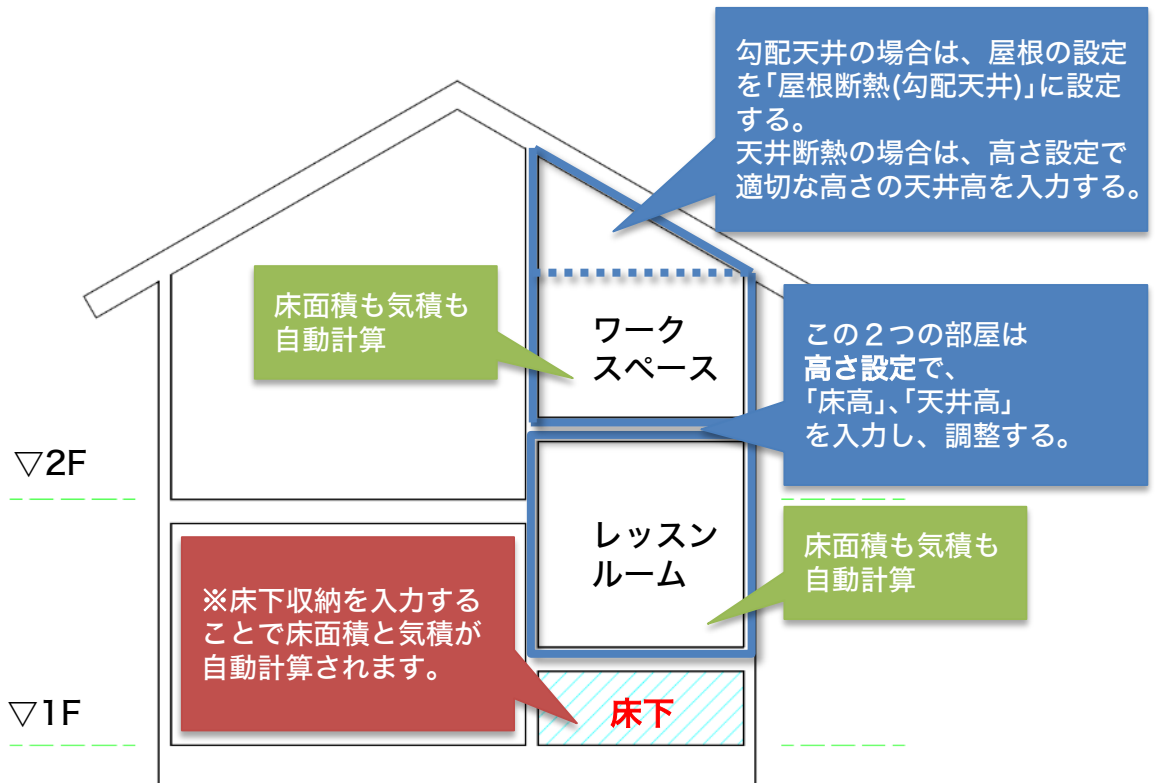 勾配天井の場合は、屋根の設定
を｢屋根断熱(勾配天井)｣に設定
する。
天井断熱の場合は、高さ設定で
適切な高さの天井高を入力する。
床面積も気積も
自動計算
ワーク
スペース
この２つの部屋は
高さ設定で、
｢床高｣､｢天井高｣
を入力し、調整する。
▽2F
レッスン
ルーム
床面積も気積も
自動計算
※床下収納を入力する
ことで床面積と気積が
自動計算されます。
▽1F
床下